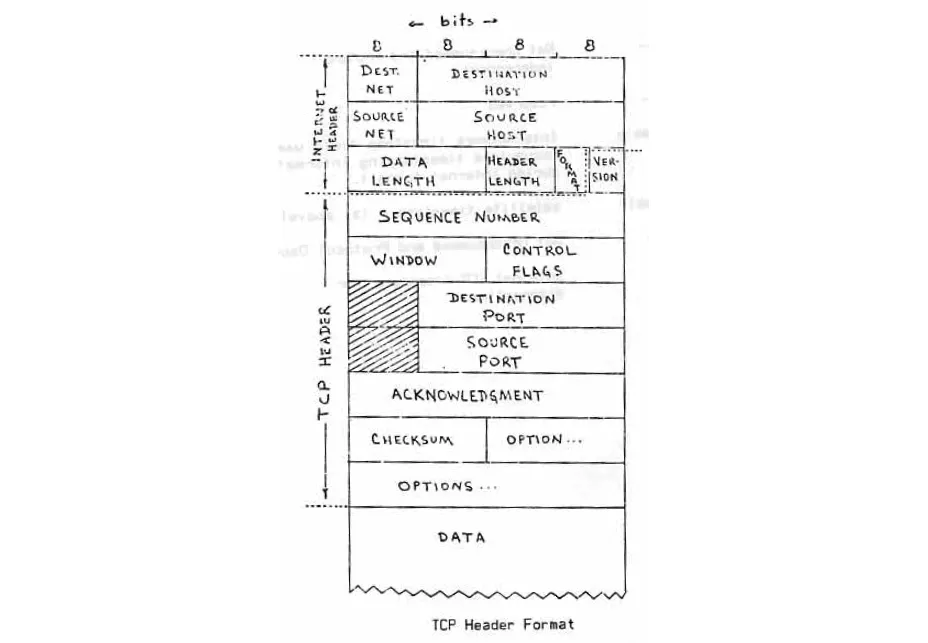 ← bits →
8 8 8 8
INTERNET HEADER
DEST. NET
DESTINATION HOST
SOURCE NET
SOURCE HOST
DATA LENGTH
HEADER LENGTH
FORMAT
VER-
SION
TCP HEADER
SEQUENCE NUMBER
WINDOW
CONTROL FLAGS
DESTINATION PORT
SOURCE PORT
ACKNOWLEDGMENT
CHECKSUM
OPTION...
OPTIONS...
DATA
TCP Header Format